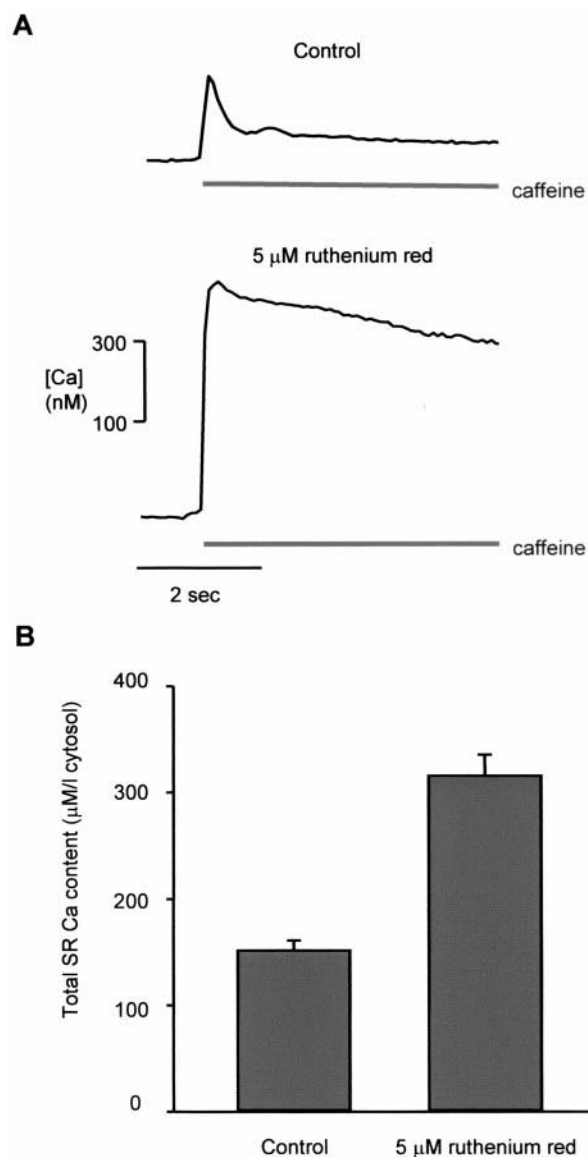 A
Control
caffeine
5 μM ruthenium red
300
[Ca]
(nM)
100
caffeine
2 sec
B
Total SR Ca content (μM/l cytosol)
400
300
200
100
0
Control
5 μM ruthenium red